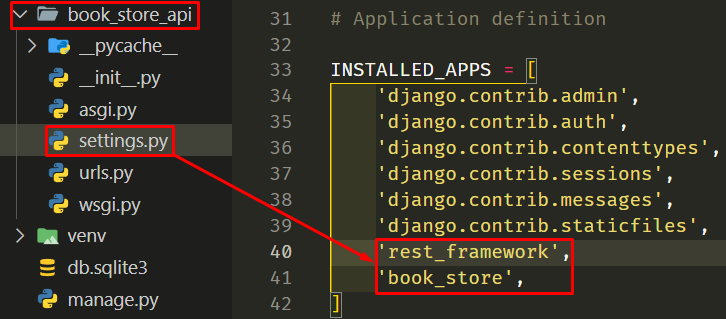 book_store_api
__pycache__
__init__.py
asgi.py
settings.py
urls.py
wsgi.py
venv
db.sqlite3
manage.py
31 # Application definition
32
33 INSTALLED_APPS = [
34 'django.contrib.admin',
35 'django.contrib.auth',
36 'django.contrib.contenttypes',
37 'django.contrib.sessions',
38 'django.contrib.messages',
39 'django.contrib.staticfiles',
40 'rest_framework',
41 'book_store',
42 ]